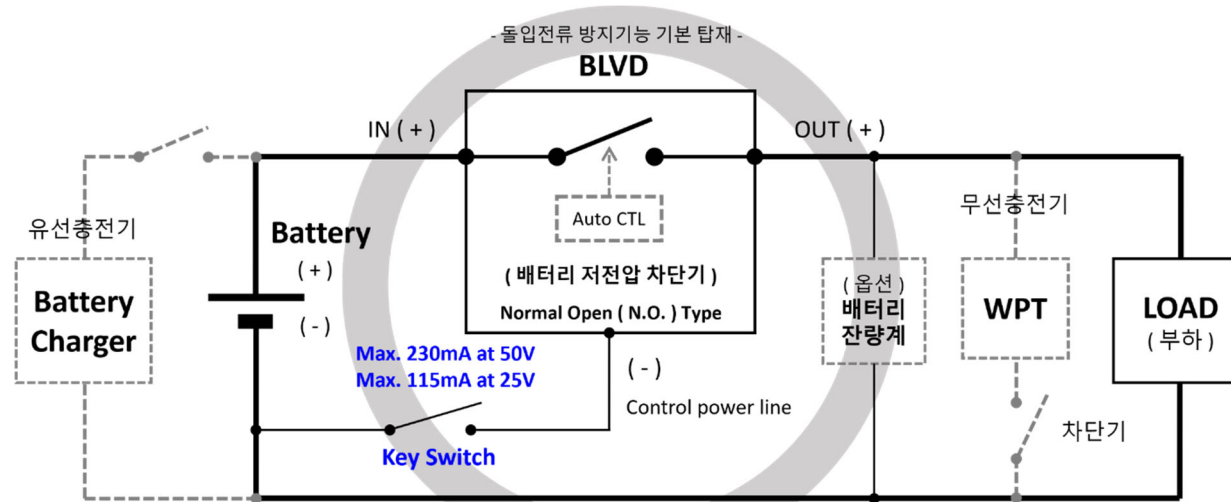 - 돌입전류 방지기능 기본 탑재 -
BLVD
IN ( + )
OUT ( + )
Auto CTL
유선충전기
무선충전기
Battery
( + )
( - )
Battery
Charger
( 배터리 저전압 차단기 )
Normal Open ( N.O. ) Type
( 옵션 )
배터리
잔량계
WPT
LOAD
( 부하 )
Max. 230mA at 50V
Max. 115mA at 25V
( - )
Control power line
Key Switch
차단기